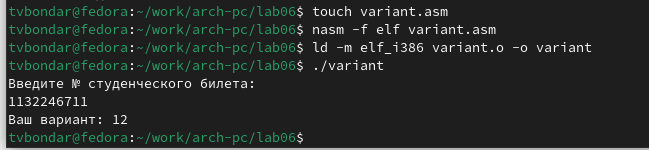 tvbondar@fedora:~/work/arch-pc/lab06$ touch variant.asm
tvbondar@fedora:~/work/arch-pc/lab06$ nasm -f elf variant.asm
tvbondar@fedora:~/work/arch-pc/lab06$ ld -m elf_i386 variant.o -o variant
tvbondar@fedora:~/work/arch-pc/lab06$ ./variant
Введите № студенческого билета:
1132246711
Ваш вариант: 12
tvbondar@fedora:~/work/arch-pc/lab06$